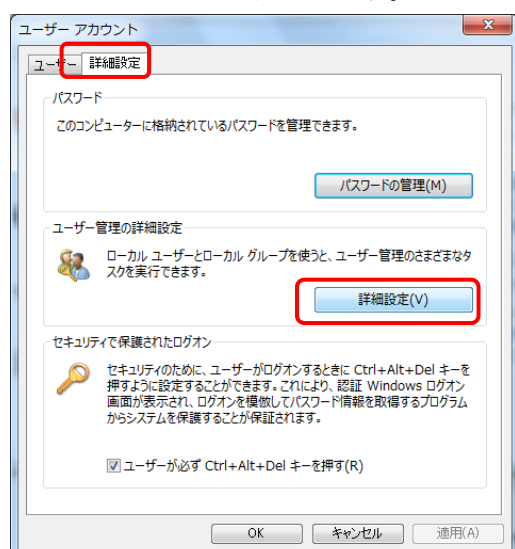 ユーザー アカウント
ユーザー 詳細設定
パスワード
このコンピューターに格納されているパスワードを管理できます。
パスワードの管理(M)
ユーザー管理の詳細設定
ローカル ユーザーとローカル グループを使うと、ユーザー管理のさまざまなタ
スクを実行できます。
詳細設定(V)
セキュリティで保護されたログオン
セキュリティのために、ユーザーがログオンするときに Ctrl+Alt+Del キーを
押すように設定することができます。これにより、認証 Windows ログオン
画面が表示され、ログオンを模倣してパスワード情報を取得するプログラム
からシステムを保護することが保証されます。
ユーザーが必ず Ctrl+Alt+Del キーを押す(R)
OK キャンセル 適用(A)